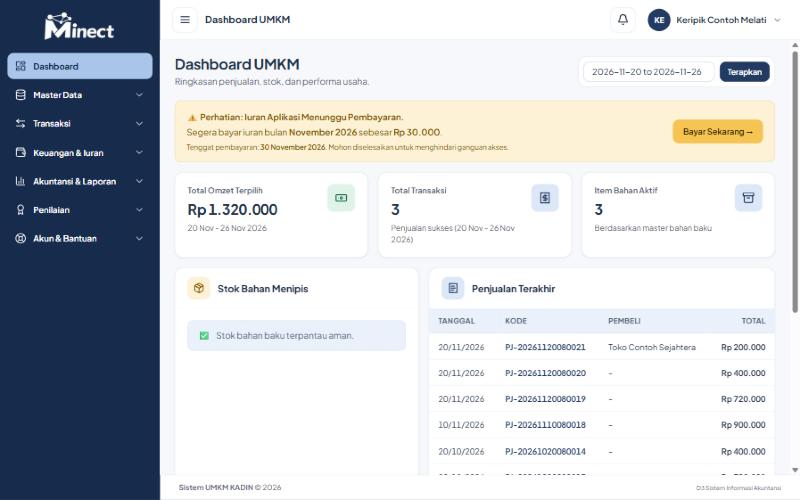 Minect
Dashboard
Master Data
Transaksi
Keuangan & Iuran
Akuntansi & Laporan
Penilaian
Akun & Bantuan
Dashboard UMKM
KE
Keripik Contoh Melati
Dashboard UMKM
Ringkasan penjualan, stok, dan performa usaha.
2026-11-20 to 2026-11-26
Terapkan
Perhatian: Iuran Aplikasi Menunggu Pembayaran.
Segera bayar iuran bulan November 2026 sebesar Rp 30.000.
Tenggat pembayaran: 30 November 2026. Mohon diselesaikan untuk menghindari ganguan akses.
Bayar Sekarang →
Total Omzet Terpilih
Rp 1.320.000
20 Nov - 26 Nov 2026
Total Transaksi
3
Penjualan sukses (20 Nov - 26 Nov
2026)
Item Bahan Aktif
3
Berdasarkan master bahan baku
Stok Bahan Menipis
Stok bahan baku terpantau aman.
Penjualan Terakhir
TANGGAL KODE PEMBELI TOTAL
20/11/2026 PJ-20261120080021 Toko Contoh Sejahtera Rp 200.000
20/11/2026 PJ-20261120080020 - Rp 400.000
20/11/2026 PJ-20261120080019 - Rp 720.000
10/11/2026 PJ-20261110080018 - Rp 900.000
20/10/2026 PJ-20261020080014 - Rp 400.000
Sistem UMKM KADIN © 2026
D3 Sistem Informasi Akuntansi